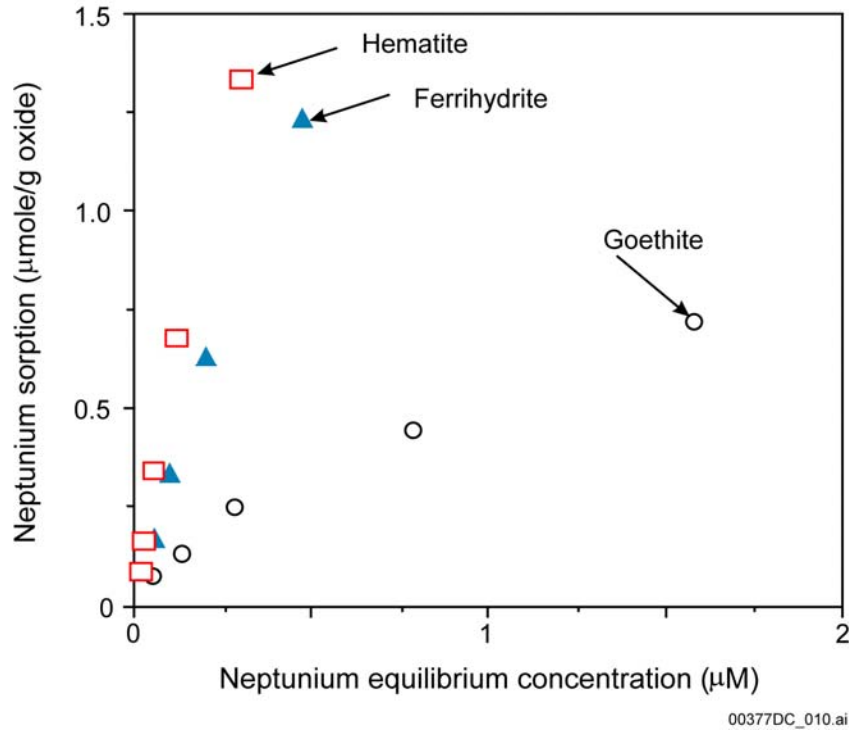 1.5
Hematite
Ferrihydrite
1.0
Goethite
0.5
0
0
1
2
Neptunium sorption (μmole/g oxide)
Neptunium equilibrium concentration (μM)
00377DC_010.ai